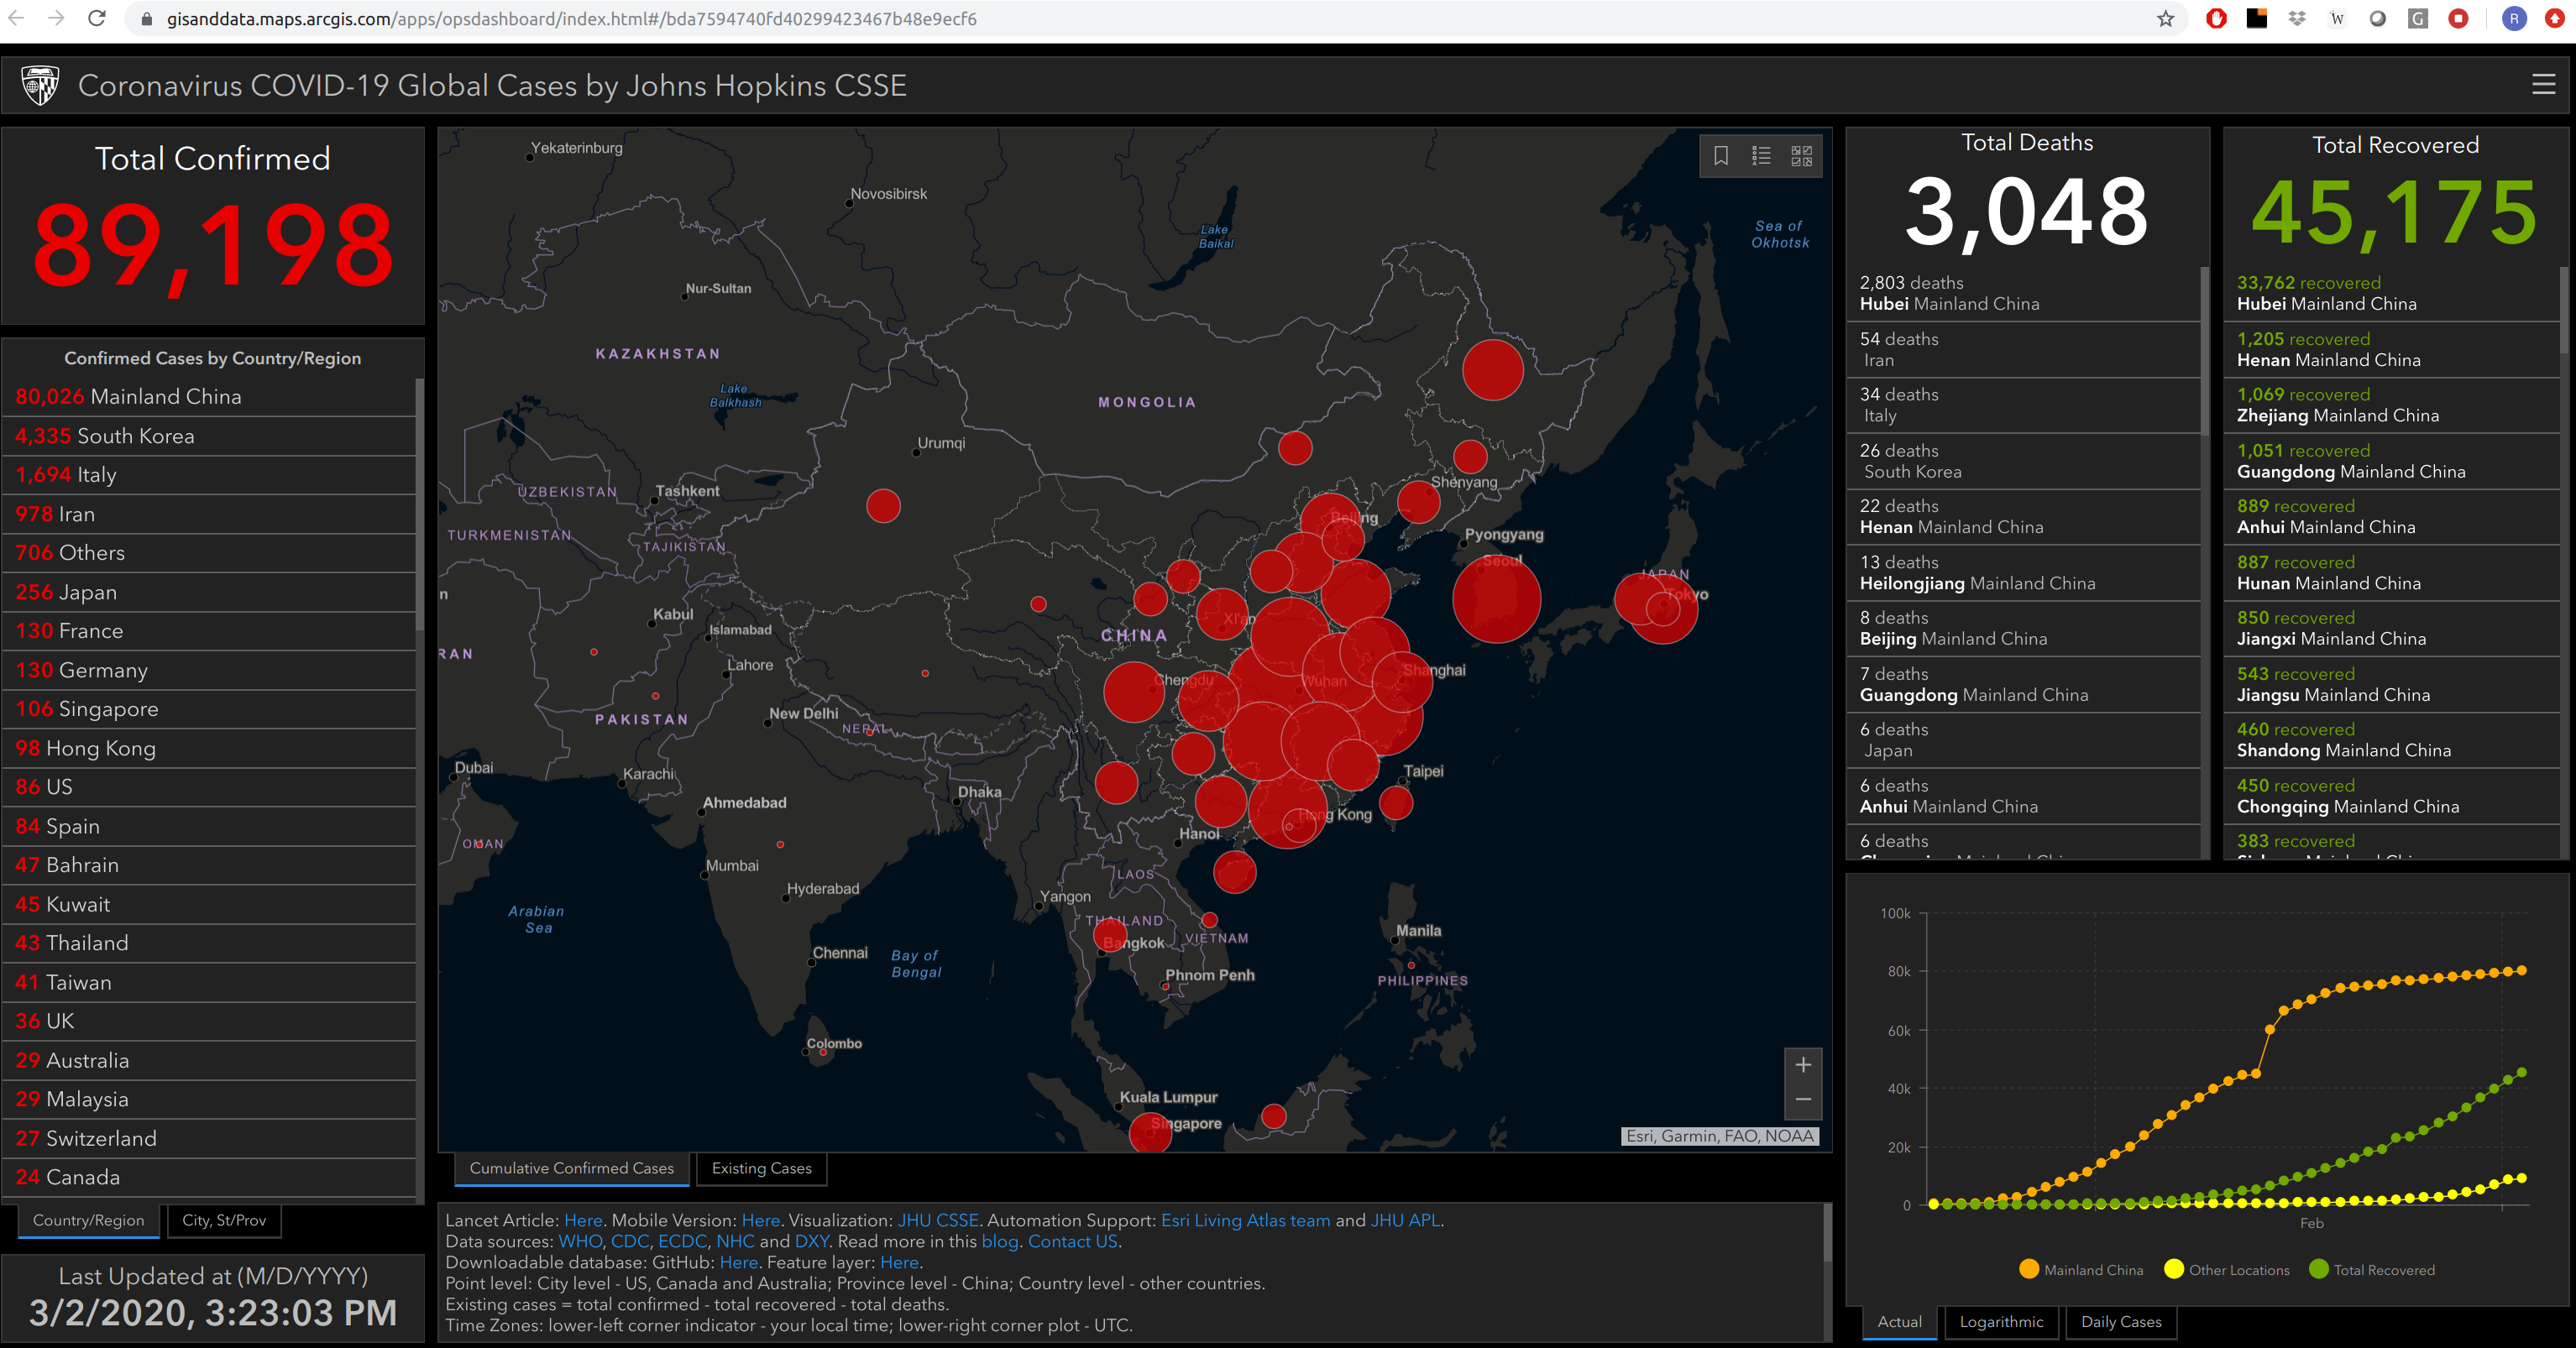 gisanddata.maps.arcgis.com/apps/opsdashboard/index.html#/bda7594740fd40299423467b48e9ecf6
W
G
R
Coronavirus COVID-19 Global Cases by Johns Hopkins CSSE
Total Confirmed
89,198
Confirmed Cases by Country/Region
80,026 Mainland China
4,335 South Korea
1,694 Italy
978 Iran
706 Others
256 Japan
130 France
130 Germany
106 Singapore
98 Hong Kong
86 US
84 Spain
47 Bahrain
45 Kuwait
43 Thailand
41 Taiwan
36 UK
29 Australia
29 Malaysia
27 Switzerland
24 Canada
Country/Region
City, St/Prov
Last Updated at (M/D/YYYY)
3/2/2020, 3:23:03 PM
Yekaterinburg
Novosibirsk
Lake
Baikal
Sea of
Okhotsk
Nur-Sultan
KAZAKHSTAN
Lake
Balkhash
MONGOLIA
Urumqi
UZBEKISTAN
Tashkent
Shenyang
Beijing
TURKMENISTAN
TAJIKISTAN
Pyongyang
Seoul
JAPAN
Tokyo
n
Kabul
Islamabad
Xi'an
CHINA
RAN
Lahore
Chengdu
Wuhan
Shanghai
PAKISTAN
New Delhi
NEPAL
Dubai
Karachi
Taipei
Ahmedabad
Dhaka
Hong Kong
OMAN
Hanoi
Mumbai
LAOS
Hyderabad
Yangon
Arabian
Sea
THAILAND
VIETNAM
Manila
Bangkok
Chennai
Bay of
Bengal
Phnom Penh
PHILIPPINES
Colombo
Kuala Lumpur
Singapore
+
−
Esri, Garmin, FAO, NOAA
Cumulative Confirmed Cases
Existing Cases
Lancet Article: Here. Mobile Version: Here. Visualization: JHU CSSE. Automation Support: Esri Living Atlas team and JHU APL.
Data sources: WHO, CDC, ECDC, NHC and DXY. Read more in this blog. Contact US.
Downloadable database: GitHub: Here. Feature layer: Here.
Point level: City level - US, Canada and Australia; Province level - China; Country level - other countries.
Existing cases = total confirmed - total recovered - total deaths.
Time Zones: lower-left corner indicator - your local time; lower-right corner plot - UTC.
Total Deaths
3,048
2,803 deaths
Hubei Mainland China
54 deaths
Iran
34 deaths
Italy
26 deaths
South Korea
22 deaths
Henan Mainland China
13 deaths
Heilongjiang Mainland China
8 deaths
Beijing Mainland China
7 deaths
Guangdong Mainland China
6 deaths
Japan
6 deaths
Anhui Mainland China
6 deaths
Total Recovered
45,175
33,762 recovered
Hubei Mainland China
1,205 recovered
Henan Mainland China
1,069 recovered
Zhejiang Mainland China
1,051 recovered
Guangdong Mainland China
889 recovered
Anhui Mainland China
887 recovered
Hunan Mainland China
850 recovered
Jiangxi Mainland China
543 recovered
Jiangsu Mainland China
460 recovered
Shandong Mainland China
450 recovered
Chongqing Mainland China
383 recovered
100k
80k
60k
40k
20k
0
Feb
Mainland China
Other Locations
Total Recovered
Actual
Logarithmic
Daily Cases